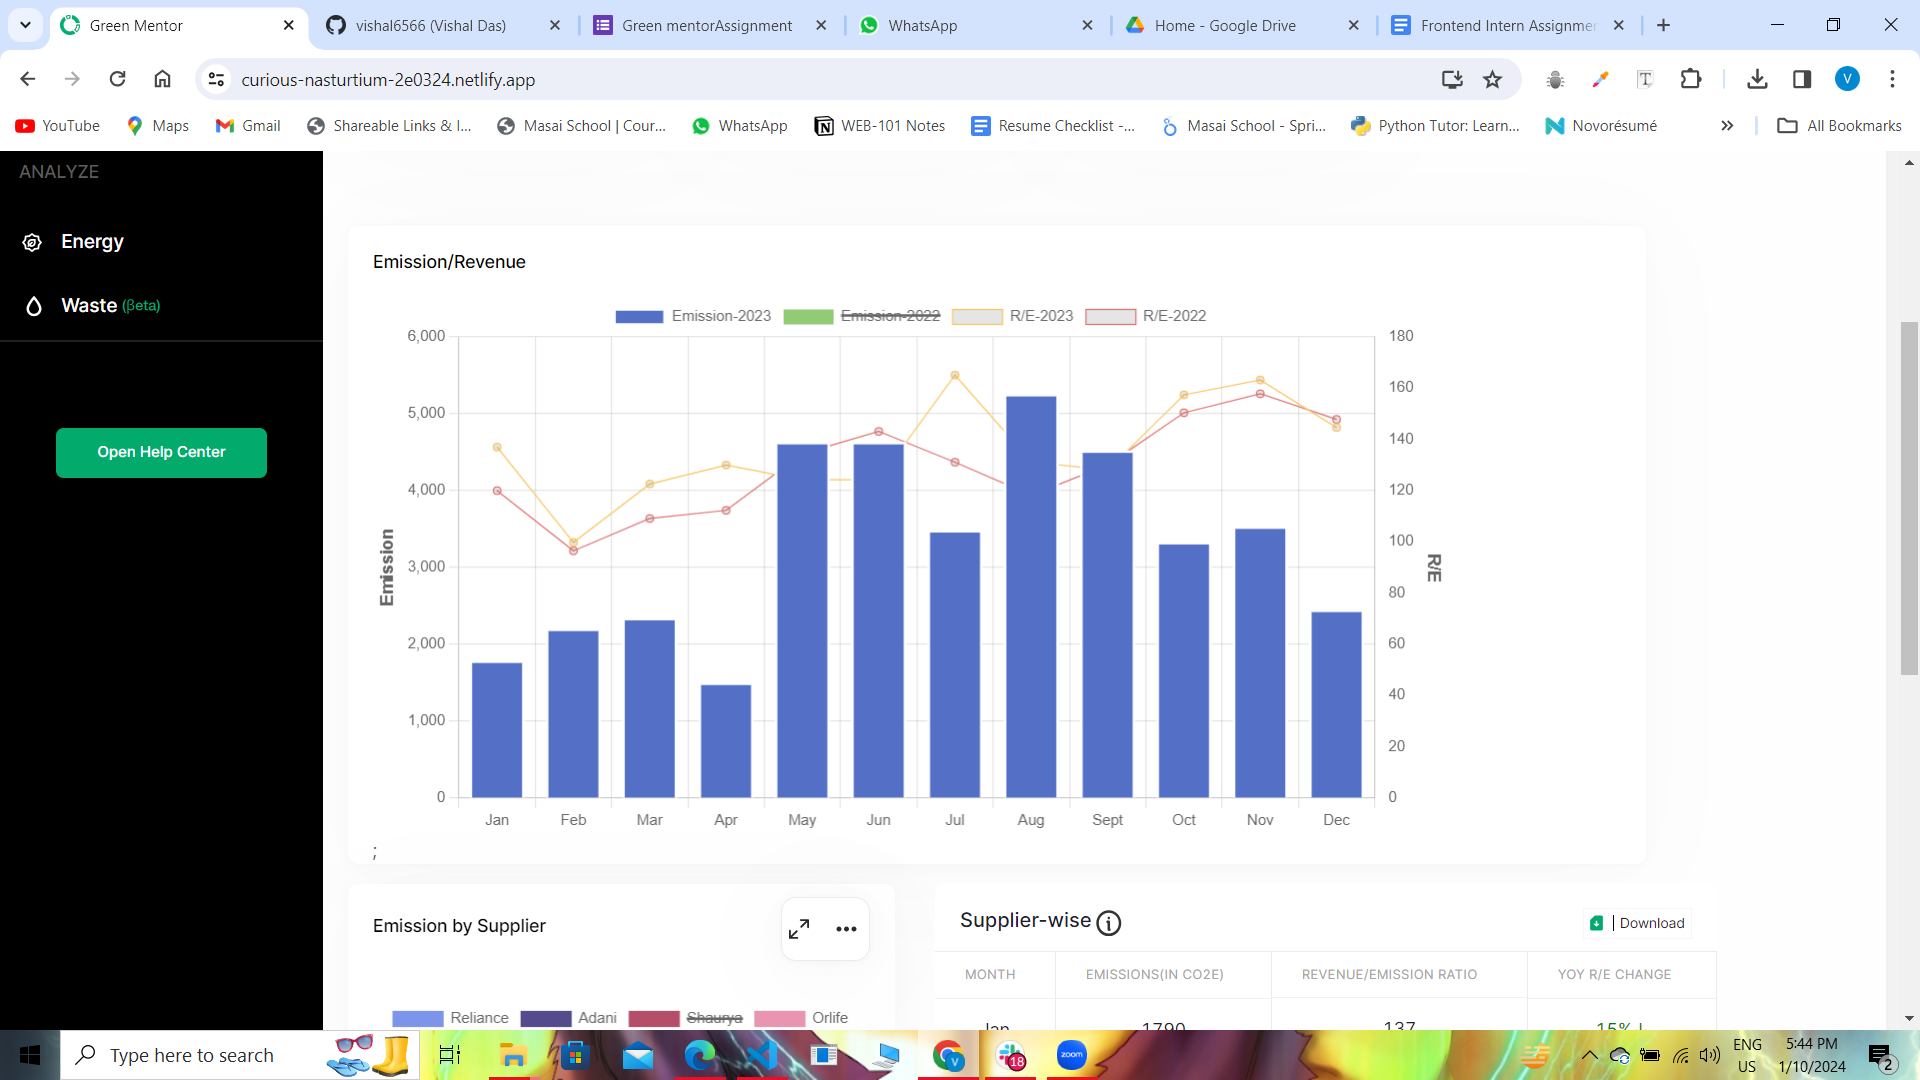 Green Mentor
vishal6566 (Vishal Das)
Green mentorAssignment
WhatsApp
Home - Google Drive
Frontend Intern Assignmen
curious-nasturtium-2e0324.netlify.app
V
YouTube
Maps
Gmail
Shareable Links & I...
Masai School | Cour...
WhatsApp
WEB-101 Notes
Resume Checklist -...
Masai School - Spri...
Python Tutor: Learn...
Novorésumé
All Bookmarks
ANALYZE
Energy
Waste (βeta)
Open Help Center
Emission/Revenue
Emission-2023 Emission-2022 R/E-2023 R/E-2022
6,000
5,000
4,000
3,000
2,000
1,000
0
Emission
180
160
140
120
100
80
60
40
20
0
R/E
Jan Feb Mar Apr May Jun Jul Aug Sept Oct Nov Dec
;
Emission by Supplier
Reliance Adani Shaurya Orlife
Supplier-wise
Download
MONTH EMISSIONS(IN CO2E) REVENUE/EMISSION RATIO YOY R/E CHANGE
Jan 1790 137 15%
Type here to search
V
18
zoom
ENG
US
5:44 PM
1/10/2024
2